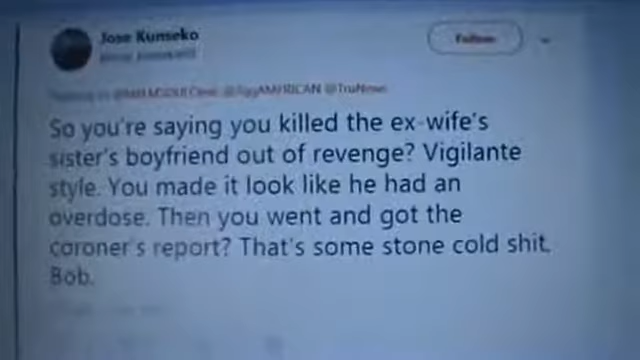 Jose Kunseko
Follow
So you're saying you killed the ex-wife's
sister's boyfriend out of revenge? Vigilante
style. You made it look like he had an
overdose. Then you went and got the
coroner's report? That's some stone cold shit,
Bob.